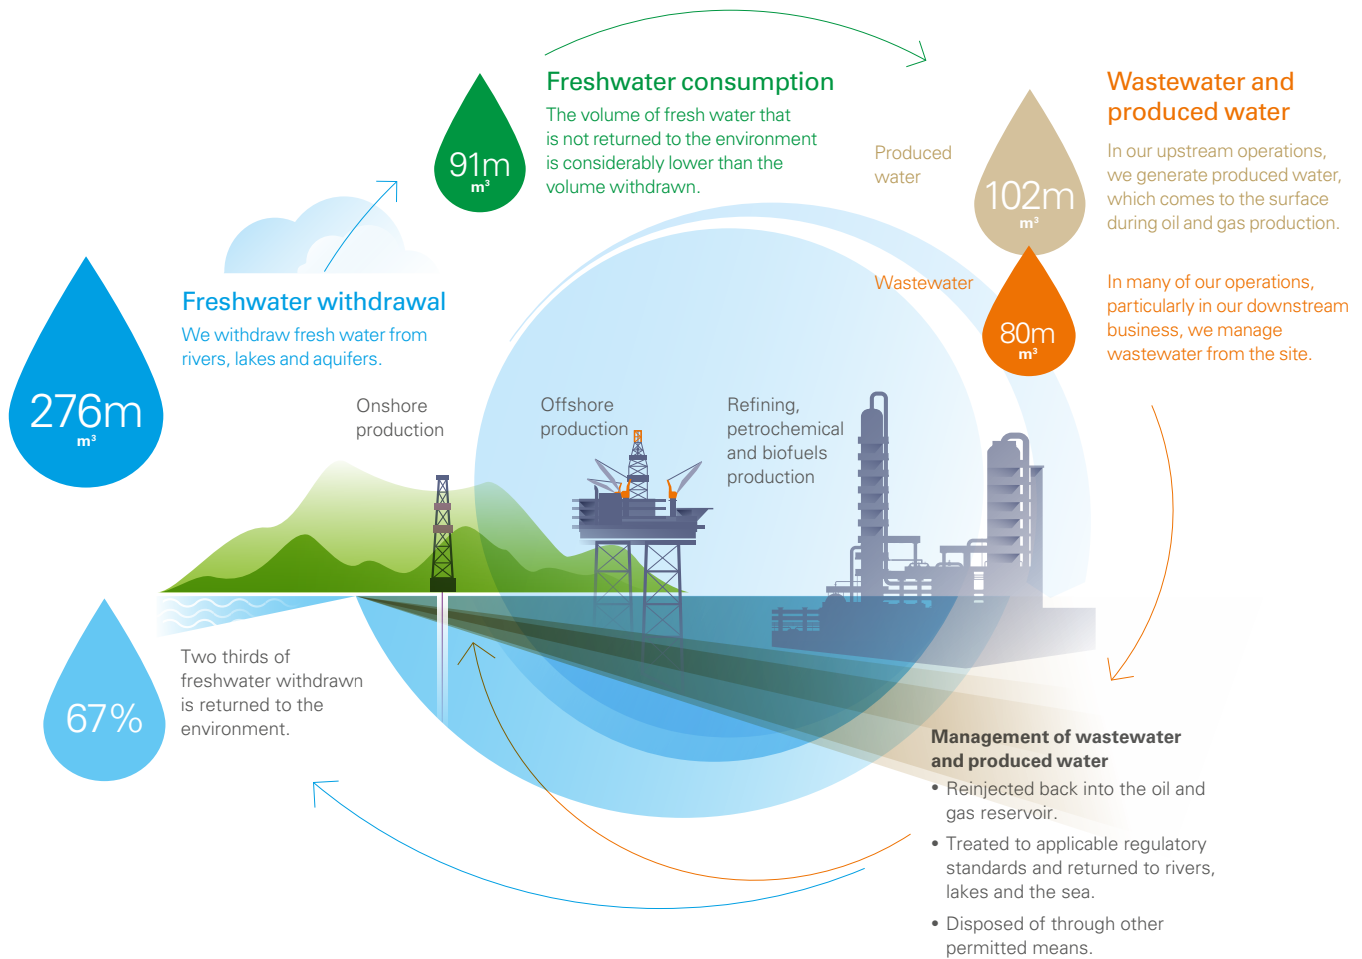 Freshwater consumption
The volume of fresh water that
is not returned to the environment
is considerably lower than the
volume withdrawn.
91m
m³
Wastewater and
produced water
Produced
water
102m
m³
In our upstream operations,
we generate produced water,
which comes to the surface
during oil and gas production.
Wastewater
80m
m³
In many of our operations,
particularly in our downstream
business, we manage
wastewater from the site.
276m
m³
Freshwater withdrawal
We withdraw fresh water from
rivers, lakes and aquifers.
Onshore
production
Offshore
production
Refining,
petrochemical
and biofuels
production
67%
Two thirds of
freshwater withdrawn
is returned to the
environment.
Management of wastewater
and produced water
• Reinjected back into the oil and
gas reservoir.
• Treated to applicable regulatory
standards and returned to rivers,
lakes and the sea.
• Disposed of through other
permitted means.